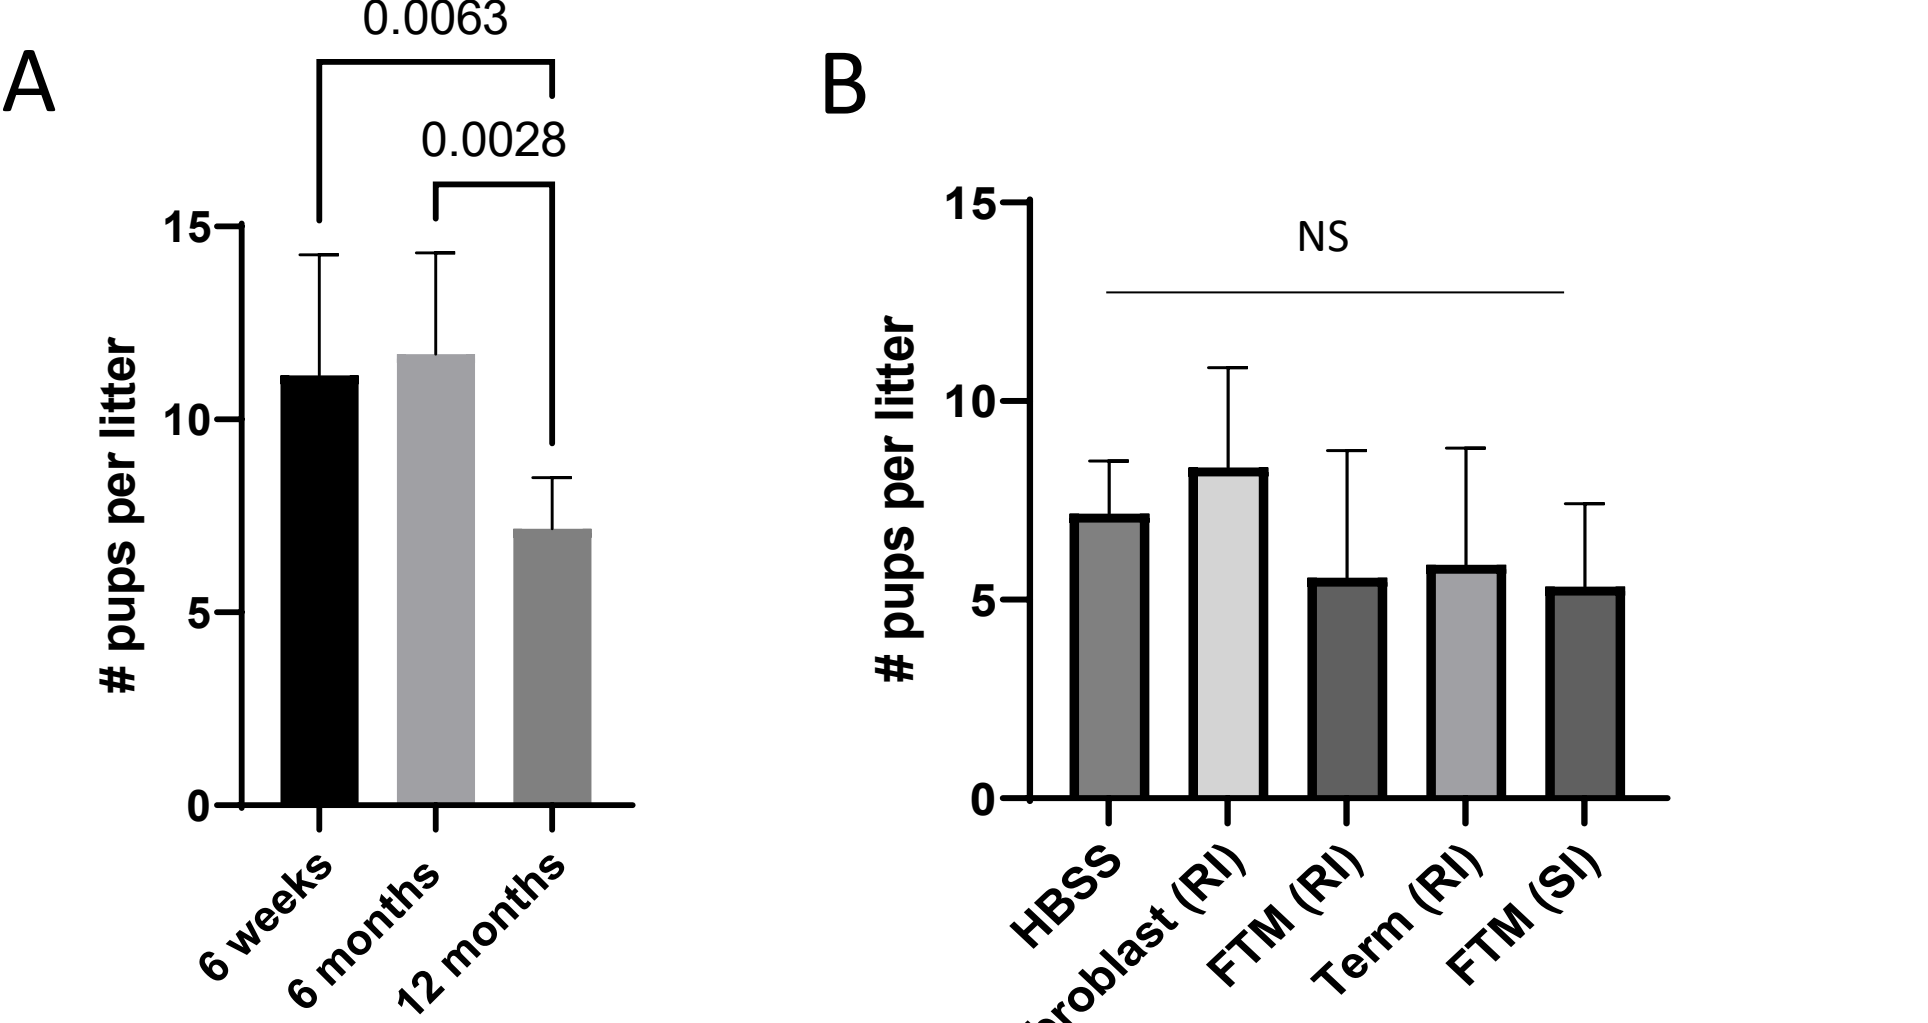 A
0.0063
0.0028
# pups per litter
15
10
5
0
6 weeks
6 months
12 months
B
NS
# pups per litter
15
10
5
0
HBSS
(RI)
FTM (RI)
Term (RI)
FTM (SI)